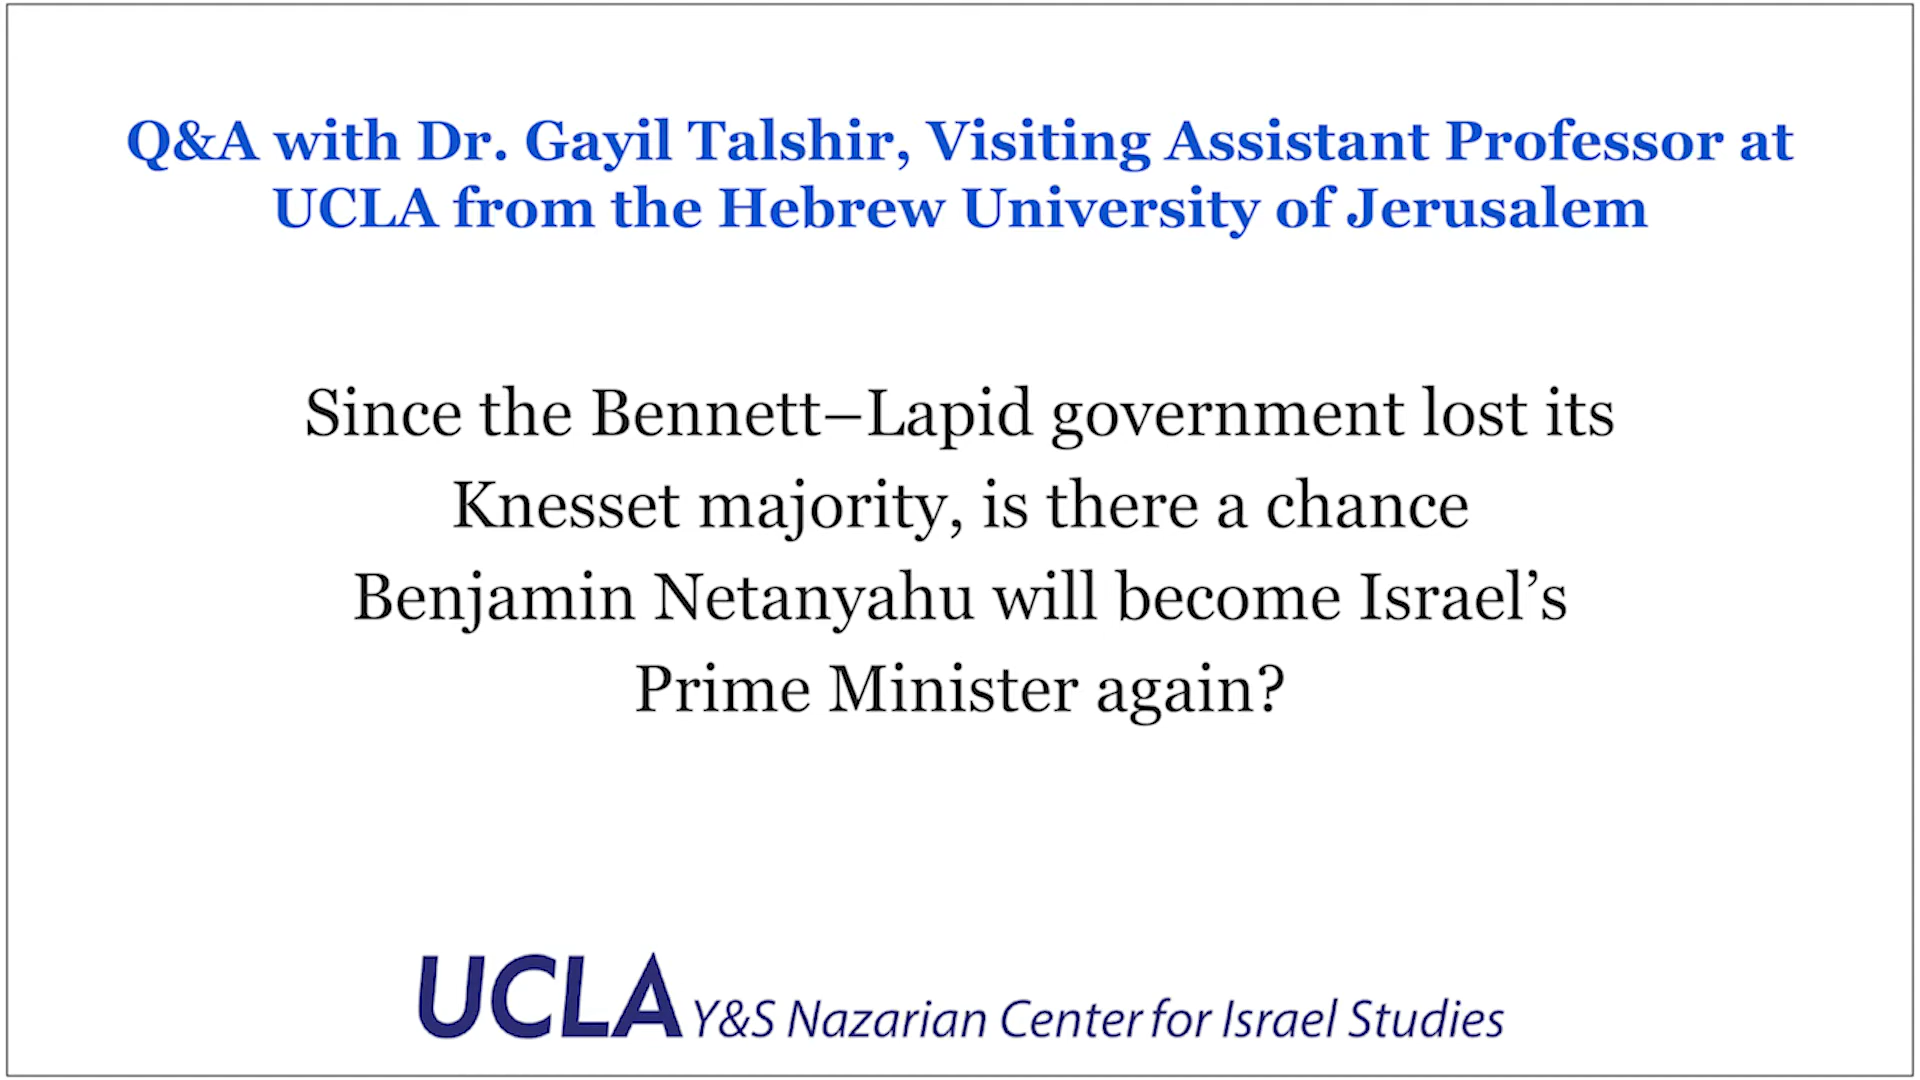 Q&A with Dr. Gayil Talshir, Visiting Assistant Professor at
UCLA from the Hebrew University of Jerusalem
Since the Bennett–Lapid government lost its
Knesset majority, is there a chance
Benjamin Netanyahu will become Israel’s
Prime Minister again?
UCLA Y&S Nazarian Center for Israel Studies